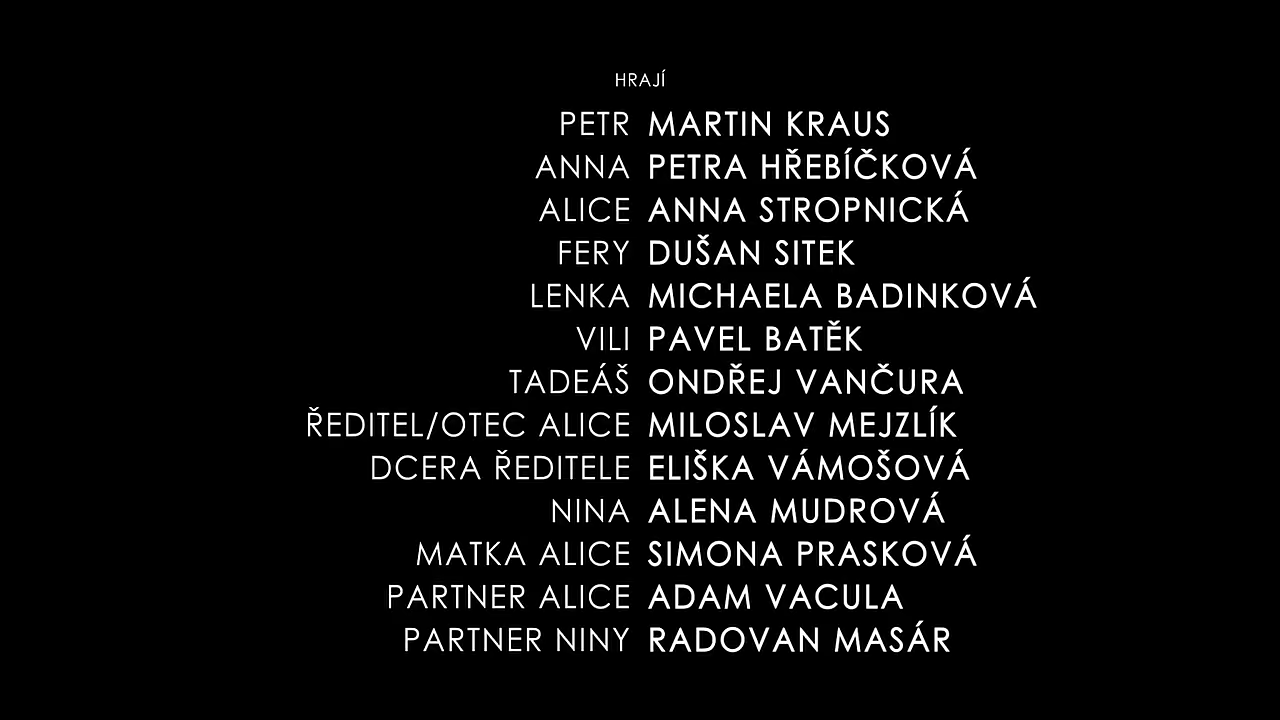 HRAJÍ
PETR MARTIN KRAUS
ANNA PETRA HŘEBÍČKOVÁ
ALICE ANNA STROPNICKÁ
FERY DUŠAN SITEK
LENKA MICHAELA BADINKOVÁ
VILI PAVEL BATĚK
TADEÁŠ ONDŘEJ VANČURA
ŘEDITEL/OTEC ALICE MILOSLAV MEJZLÍK
DCERA ŘEDITELE ELIŠKA VÁMOŠOVÁ
NINA ALENA MUDROVÁ
MATKA ALICE SIMONA PRASKOVÁ
PARTNER ALICE ADAM VACULA
PARTNER NINY RADOVAN MASÁR